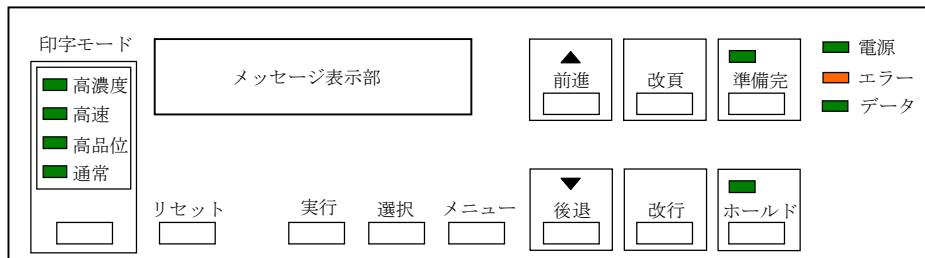 印字モード
高濃度
高速
高品位
通常
メッセージ表示部
前進
改頁
準備完
電源
エラー
データ
リセット
実行
選択
メニュー
後退
改行
ホールド